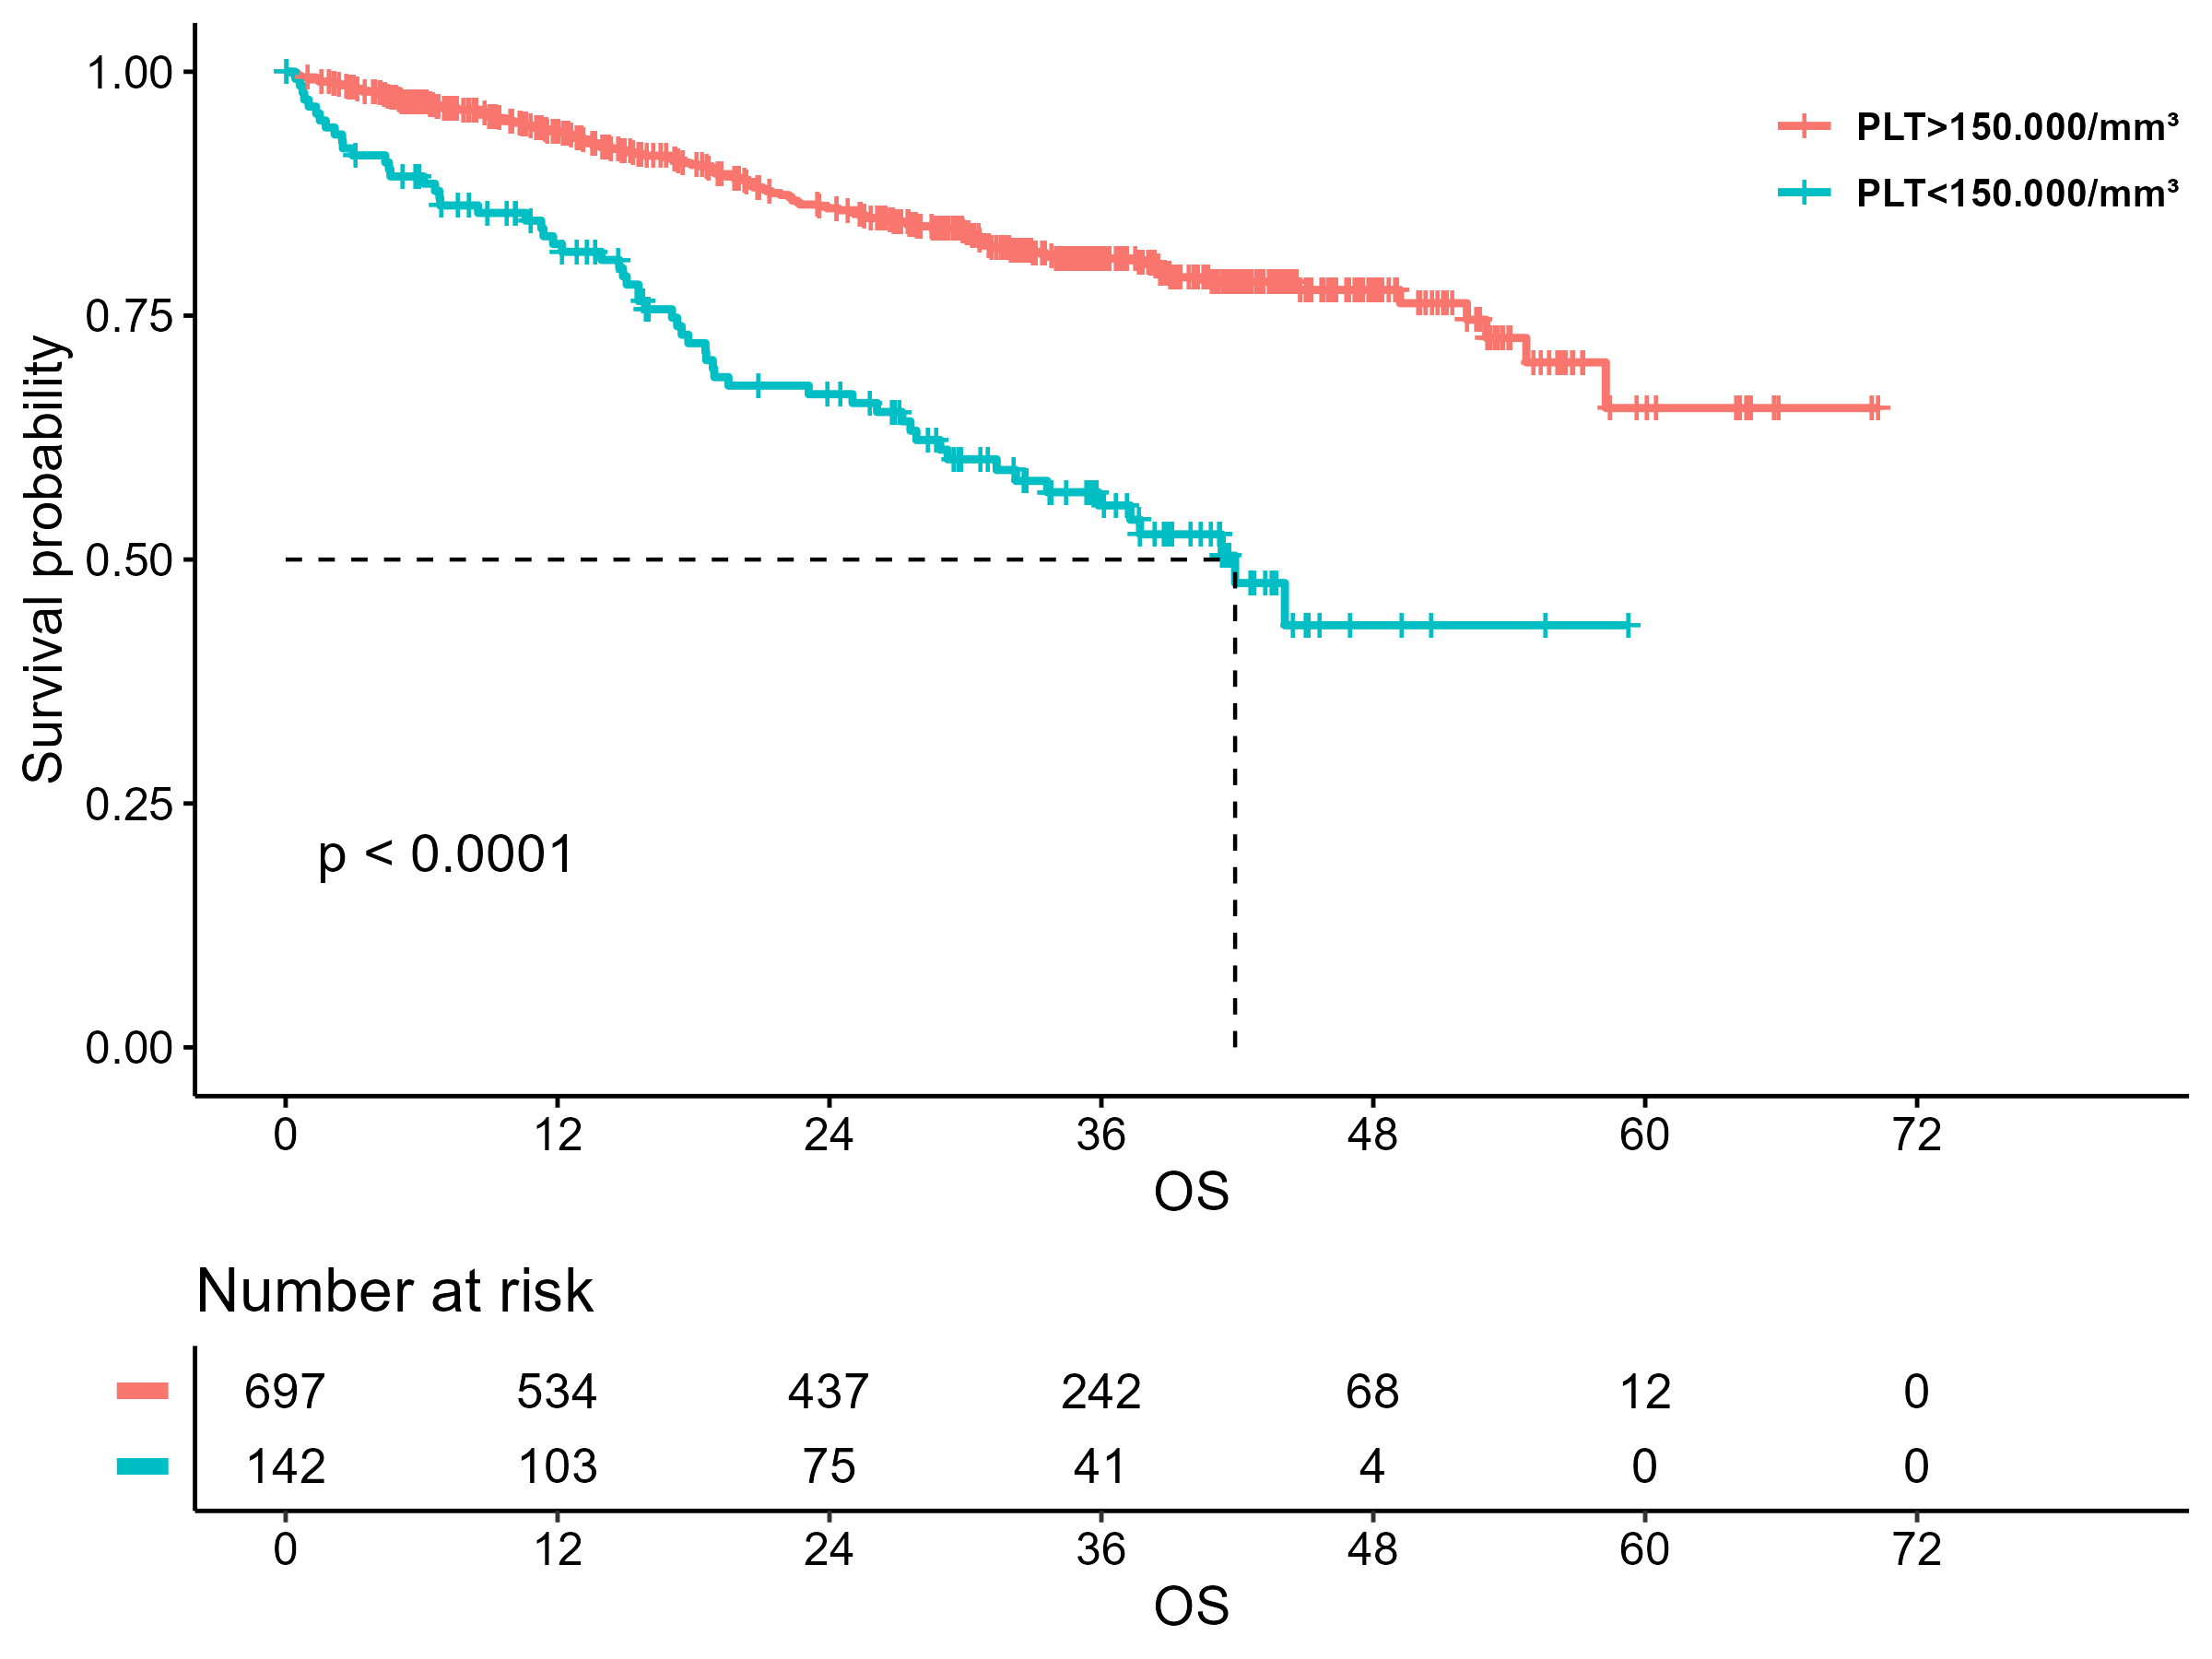 1.00
PLT>150.000/mm³
PLT<150.000/mm³
0.75
0.50
0.25
0.00
Survival probability
p < 0.0001
0 12 24 36 48 60 72
OS
Number at risk
697 534 437 242 68 12 0
142 103 75 41 4 0 0
0 12 24 36 48 60 72
OS